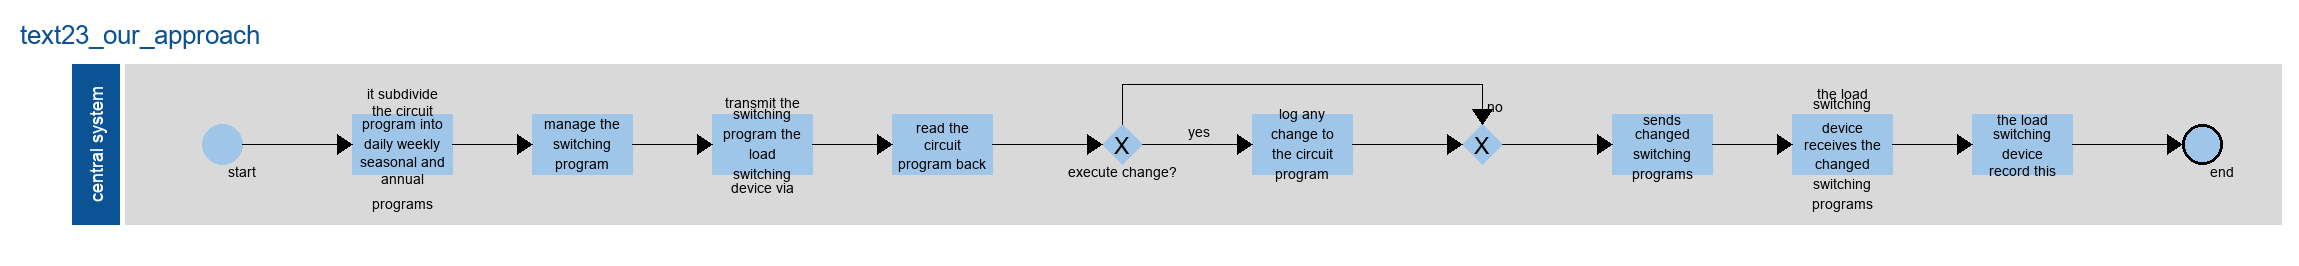 text23_our_approach
central system
start
it subdivide
the circuit
program into
daily weekly
seasonal and
annual
programs
manage the
switching
program
transmit the
switching
program the
load
switching
device via
read the
circuit
program back
X
execute change?
yes
log any
change to
the circuit
program
X
no
sends
changed
switching
programs
the load
switching
device
receives the
changed
switching
programs
the load
switching
device
record this
end